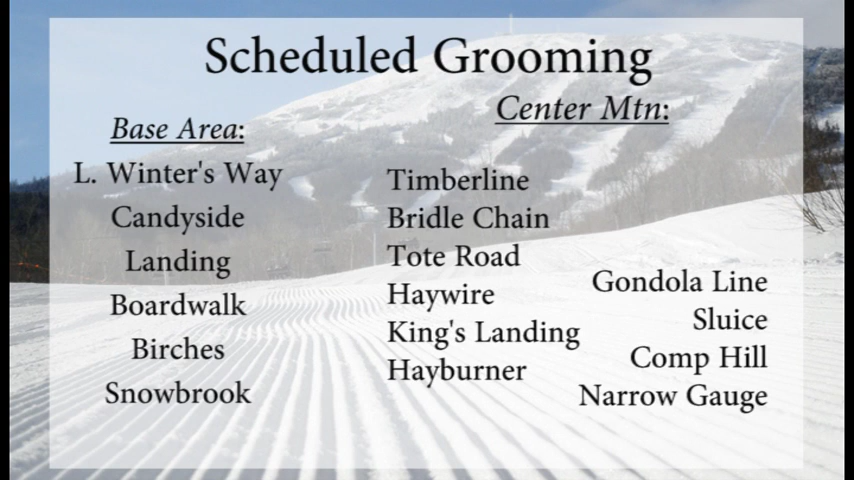 Scheduled Grooming
Base Area:
L. Winter's Way
Candyside
Landing
Boardwalk
Birches
Snowbrook
Center Mtn:
Timberline
Bridle Chain
Tote Road
Haywire
King's Landing
Hayburner
Gondola Line
Sluice
Comp Hill
Narrow Gauge